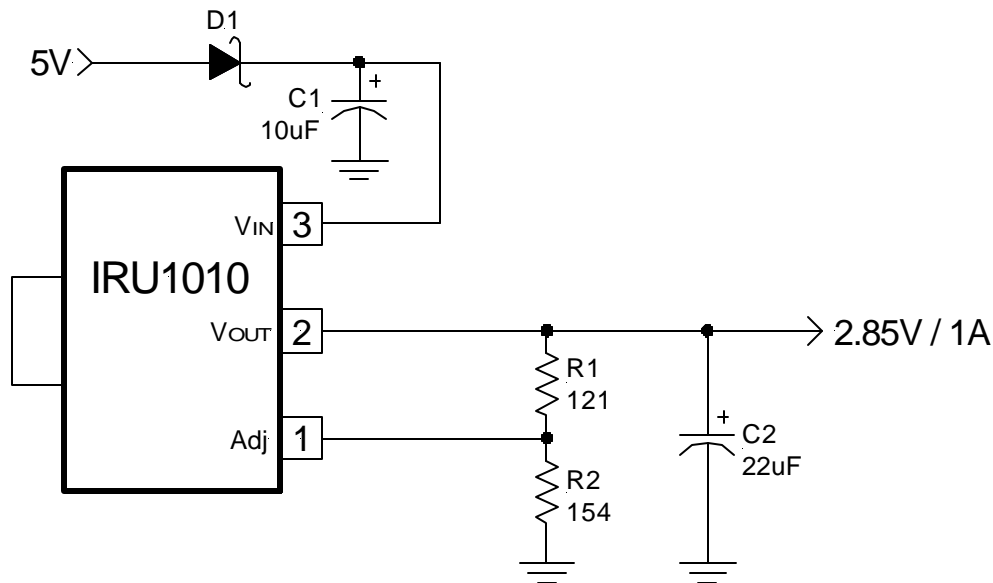 D1
5V
+
C1
10uF
VIN
3
IRU1010
VOUT
2
2.85V / 1A
R1
121
+
Adj
1
C2
22uF
R2
154